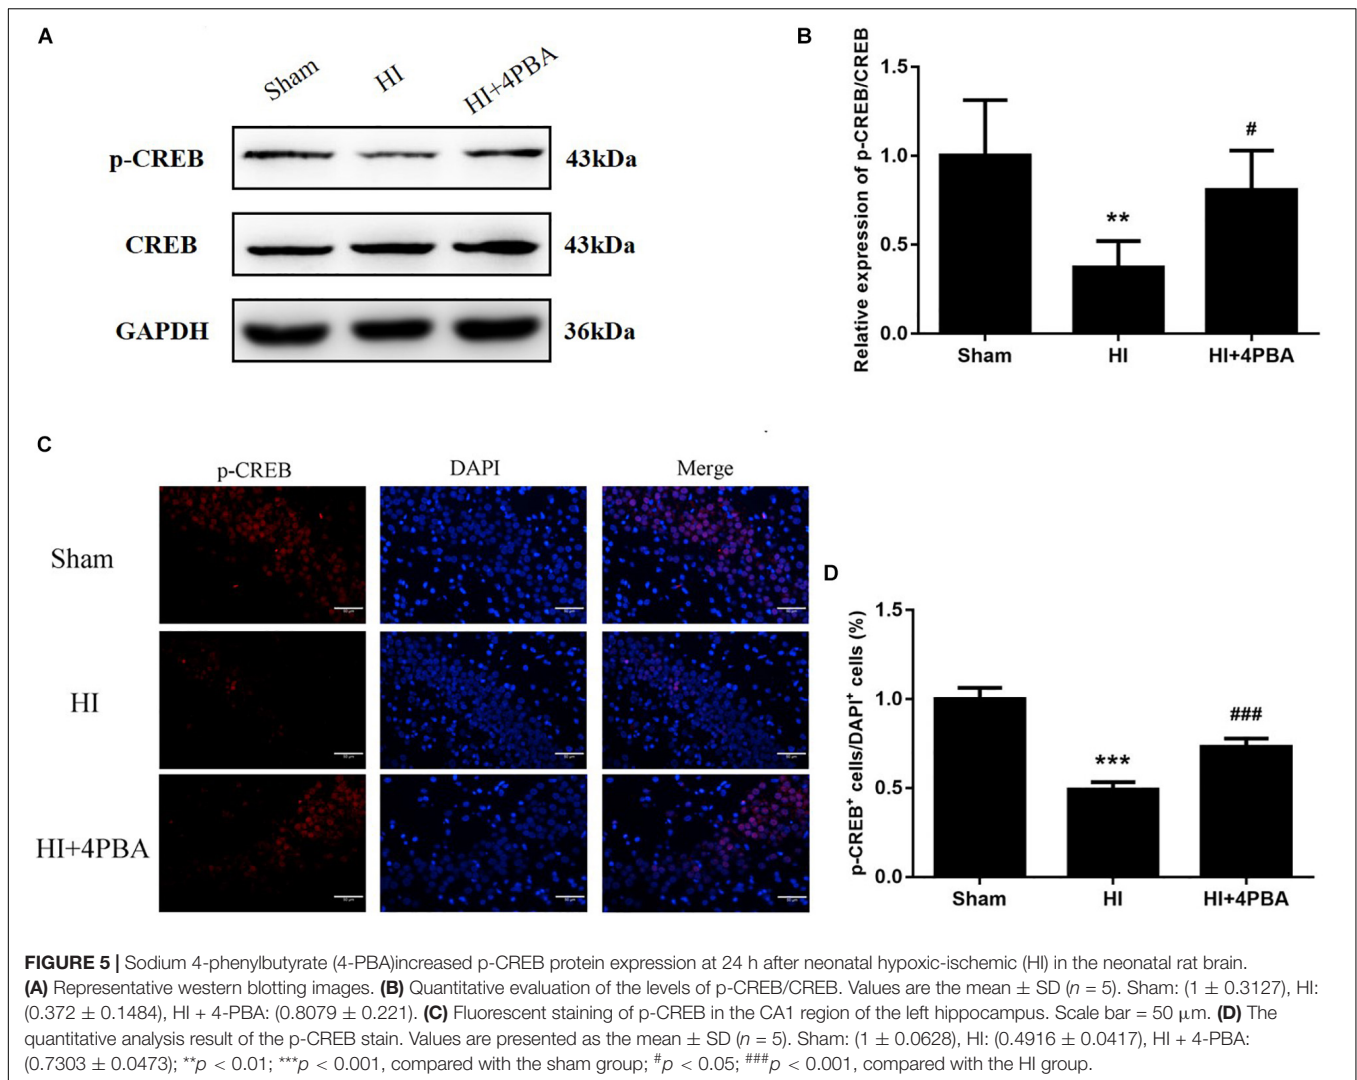 A
Sham
HI
HI+4PBA
p-CREB
43kDa
CREB
43kDa
GAPDH
36kDa
B
Relative expression of p-CREB/CREB
1.5
1.0
0.5
0.0
**
#
Sham
HI
HI+4PBA
C
p-CREB
DAPI
Merge
Sham
HI
HI+4PBA
D
p-CREB⁺ cells/DAPI⁺ cells (%)
1.5
1.0
0.5
0.0
***
###
Sham
HI
HI+4PBA
FIGURE 5 | Sodium 4-phenylbutyrate (4-PBA)increased p-CREB protein expression at 24 h after neonatal hypoxic-ischemic (HI) in the neonatal rat brain.
(A) Representative western blotting images. (B) Quantitative evaluation of the levels of p-CREB/CREB. Values are the mean ± SD (n = 5). Sham: (1 ± 0.3127), HI:
(0.372 ± 0.1484), HI + 4-PBA: (0.8079 ± 0.221). (C) Fluorescent staining of p-CREB in the CA1 region of the left hippocampus. Scale bar = 50 μm. (D) The
quantitative analysis result of the p-CREB stain. Values are presented as the mean ± SD (n = 5). Sham: (1 ± 0.0628), HI: (0.4916 ± 0.0417), HI + 4-PBA:
(0.7303 ± 0.0473); **p < 0.01; ***p < 0.001, compared with the sham group; #p < 0.05; ###p < 0.001, compared with the HI group.